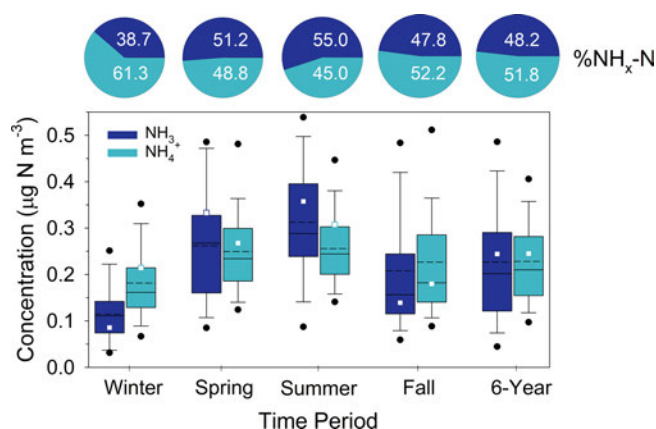 38.7 51.2 55.0 47.8 48.2
61.3 48.8 45.0 52.2 51.8
%NHₓ-N
0.5
0.4
0.3
0.2
0.1
0.0
Concentration (µg N m⁻³)
NH₃
NH₄⁺
Winter Spring Summer Fall 6-Year
Time Period